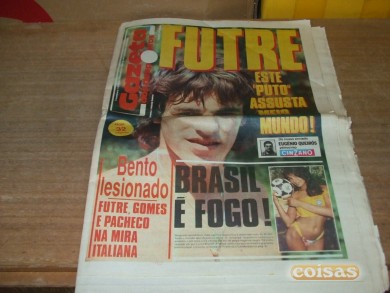 FUTRE
Gazeta
ESTE
"PUTO"
ASSUSTA
MEIO
MUNDO!
EUGÉNIO QUEIRÓS
CINZANO
Bento
lesionado
FUTRE, GOMES
E PACHECO
NA MIRA
ITALIANA
BRASIL
É FOGO!
coisas